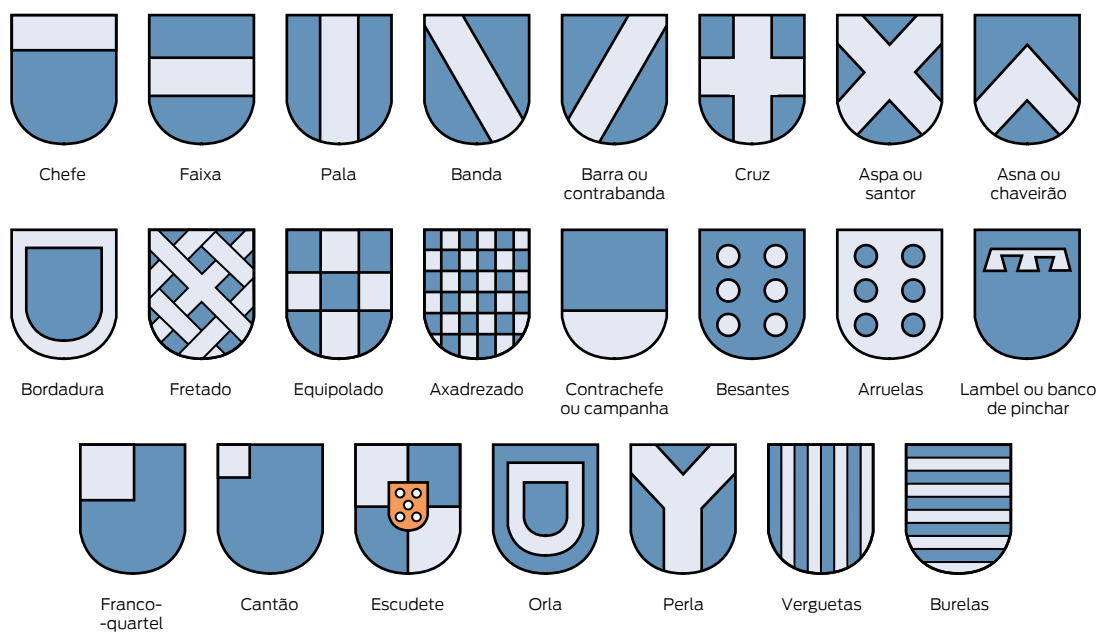 Chefe
Faixa
Pala
Banda
Barra ou
contrabanda
Cruz
Aspa ou
santor
Asna ou
chaveirão
Bordadura
Fretado
Equipolado
Axadrezado
Contrachefe
ou campanha
Besantes
Arruelas
Lambel ou banco
de pinchar
Franco-
-quartel
Cantão
Escudete
Orla
Perla
Verguetas
Burelas